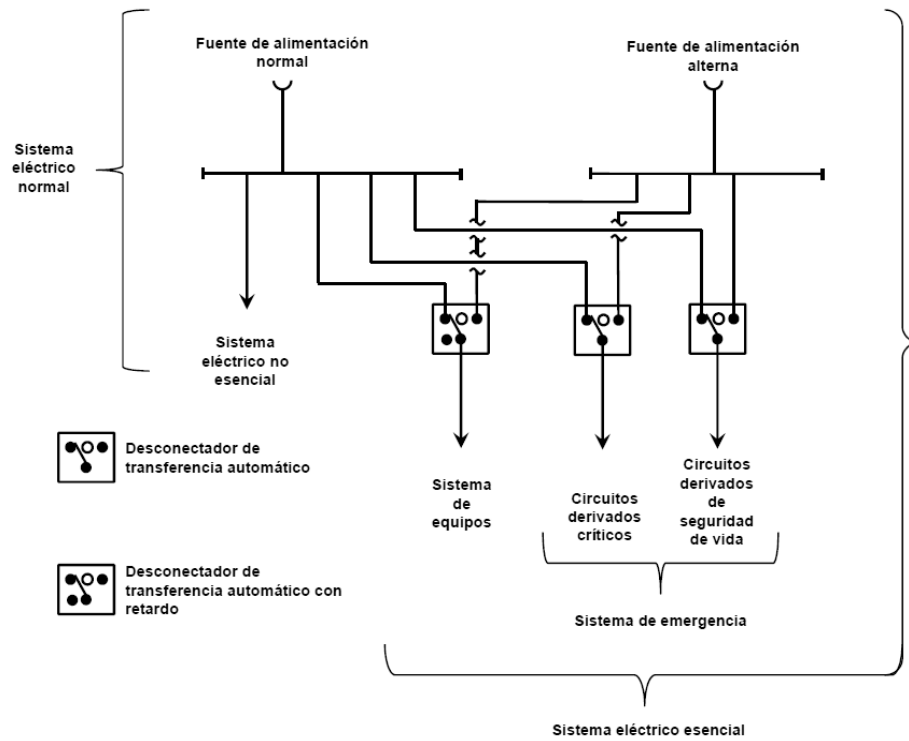 Fuente de alimentación
normal
Fuente de alimentación
alterna
Sistema
eléctrico
normal
Sistema
eléctrico no
esencial
Desconectador de
transferencia automático
Sistema
de
equipos
Circuitos
derivados
críticos
Circuitos
derivados
de
seguridad
de vida
Desconectador de
transferencia automático con
retardo
Sistema de emergencia
Sistema eléctrico esencial